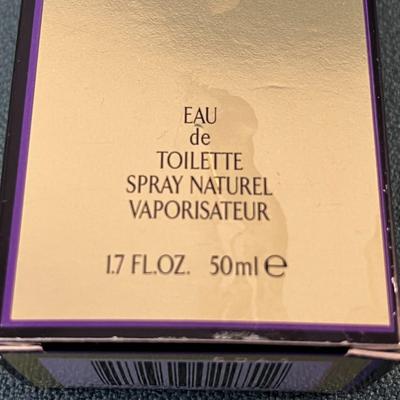 EAU
de
TOILETTE
SPRAY NATUREL
VAPORISATEUR
1.7 FL.OZ. 50ml ℮